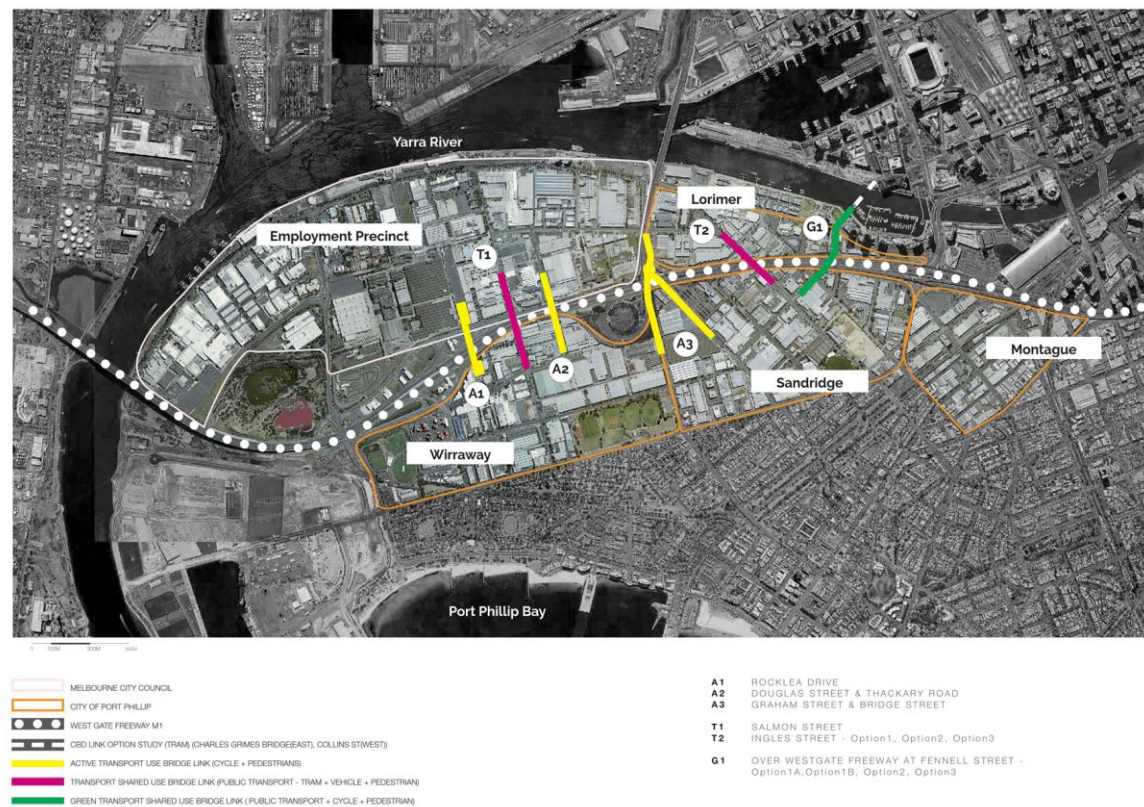 Yarra River
Lorimer
Employment Precinct
T1
T2
G1
A2
A3
A1
Montague
Sandridge
Wirraway
Port Phillip Bay
0 100M 300M
MELBOURNE CITY COUNCIL
CITY OF PORT PHILLIP
WEST GATE FREEWAY M1
CBD LINK OPTION STUDY (TRAM) (CHARLES GRIMES BRIDGE(EAST), COLLINS ST(WEST))
ACTIVE TRANSPORT USE BRIDGE LINK (CYCLE + PEDESTRIANS)
TRANSPORT SHARED USE BRIDGE LINK (PUBLIC TRANSPORT - TRAM + VEHICLE + PEDESTRIAN)
GREEN TRANSPORT SHARED USE BRIDGE LINK ( PUBLIC TRANSPORT + CYCLE + PEDESTRIAN)
A1 ROCKLEA DRIVE
A2 DOUGLAS STREET & THACKARY ROAD
A3 GRAHAM STREET & BRIDGE STREET
T1 SALMON STREET
T2 INGLES STREET - Option1, Option2, Option3
G1 OVER WESTGATE FREEWAY AT FENNELL STREET -
Option1A,Option1B, Option2, Option3